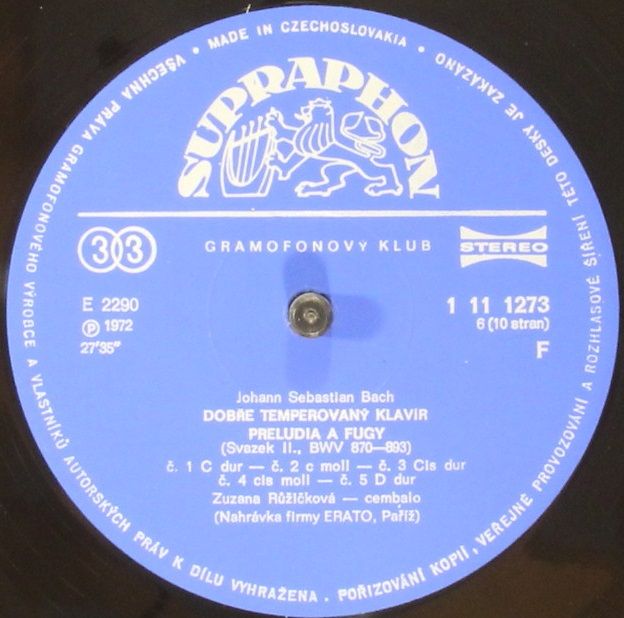 VŠECHNA PRÁVA GRAMOFONOVÉHO VÝROBCE A VLASTNÍKŮ AUTORSKÝCH PRÁV K DÍLU VYHRAŽENA . POŘIZOVÁNÍ KOPIÍ, VEŘEJNÉ PROVOZOVÁNÍ A ROZHLASOVÉ ŠÍŘENÍ TÉTO DESKY JE ZAKÁZÁNO • MADE IN CZECHOSLOVAKIA •
SUPRAPHON
33 GRAMOFONOVÝ KLUB STEREO
E 2290
Ⓟ 1972
27'35"
1 11 1273
6 (10 stran)
F
Johann Sebastian Bach
DOBŘE TEMPEROVANÝ KLAVÍR
PRELUDIA A FUGY
(Svazek II., BWV 870—893)
č. 1 C dur — č. 2 c moll — č. 3 Cis dur
č. 4 cis moll — č. 5 D dur
Zuzana Růžičková — cembalo
(Nahrávka firmy ERATO, Paříž)